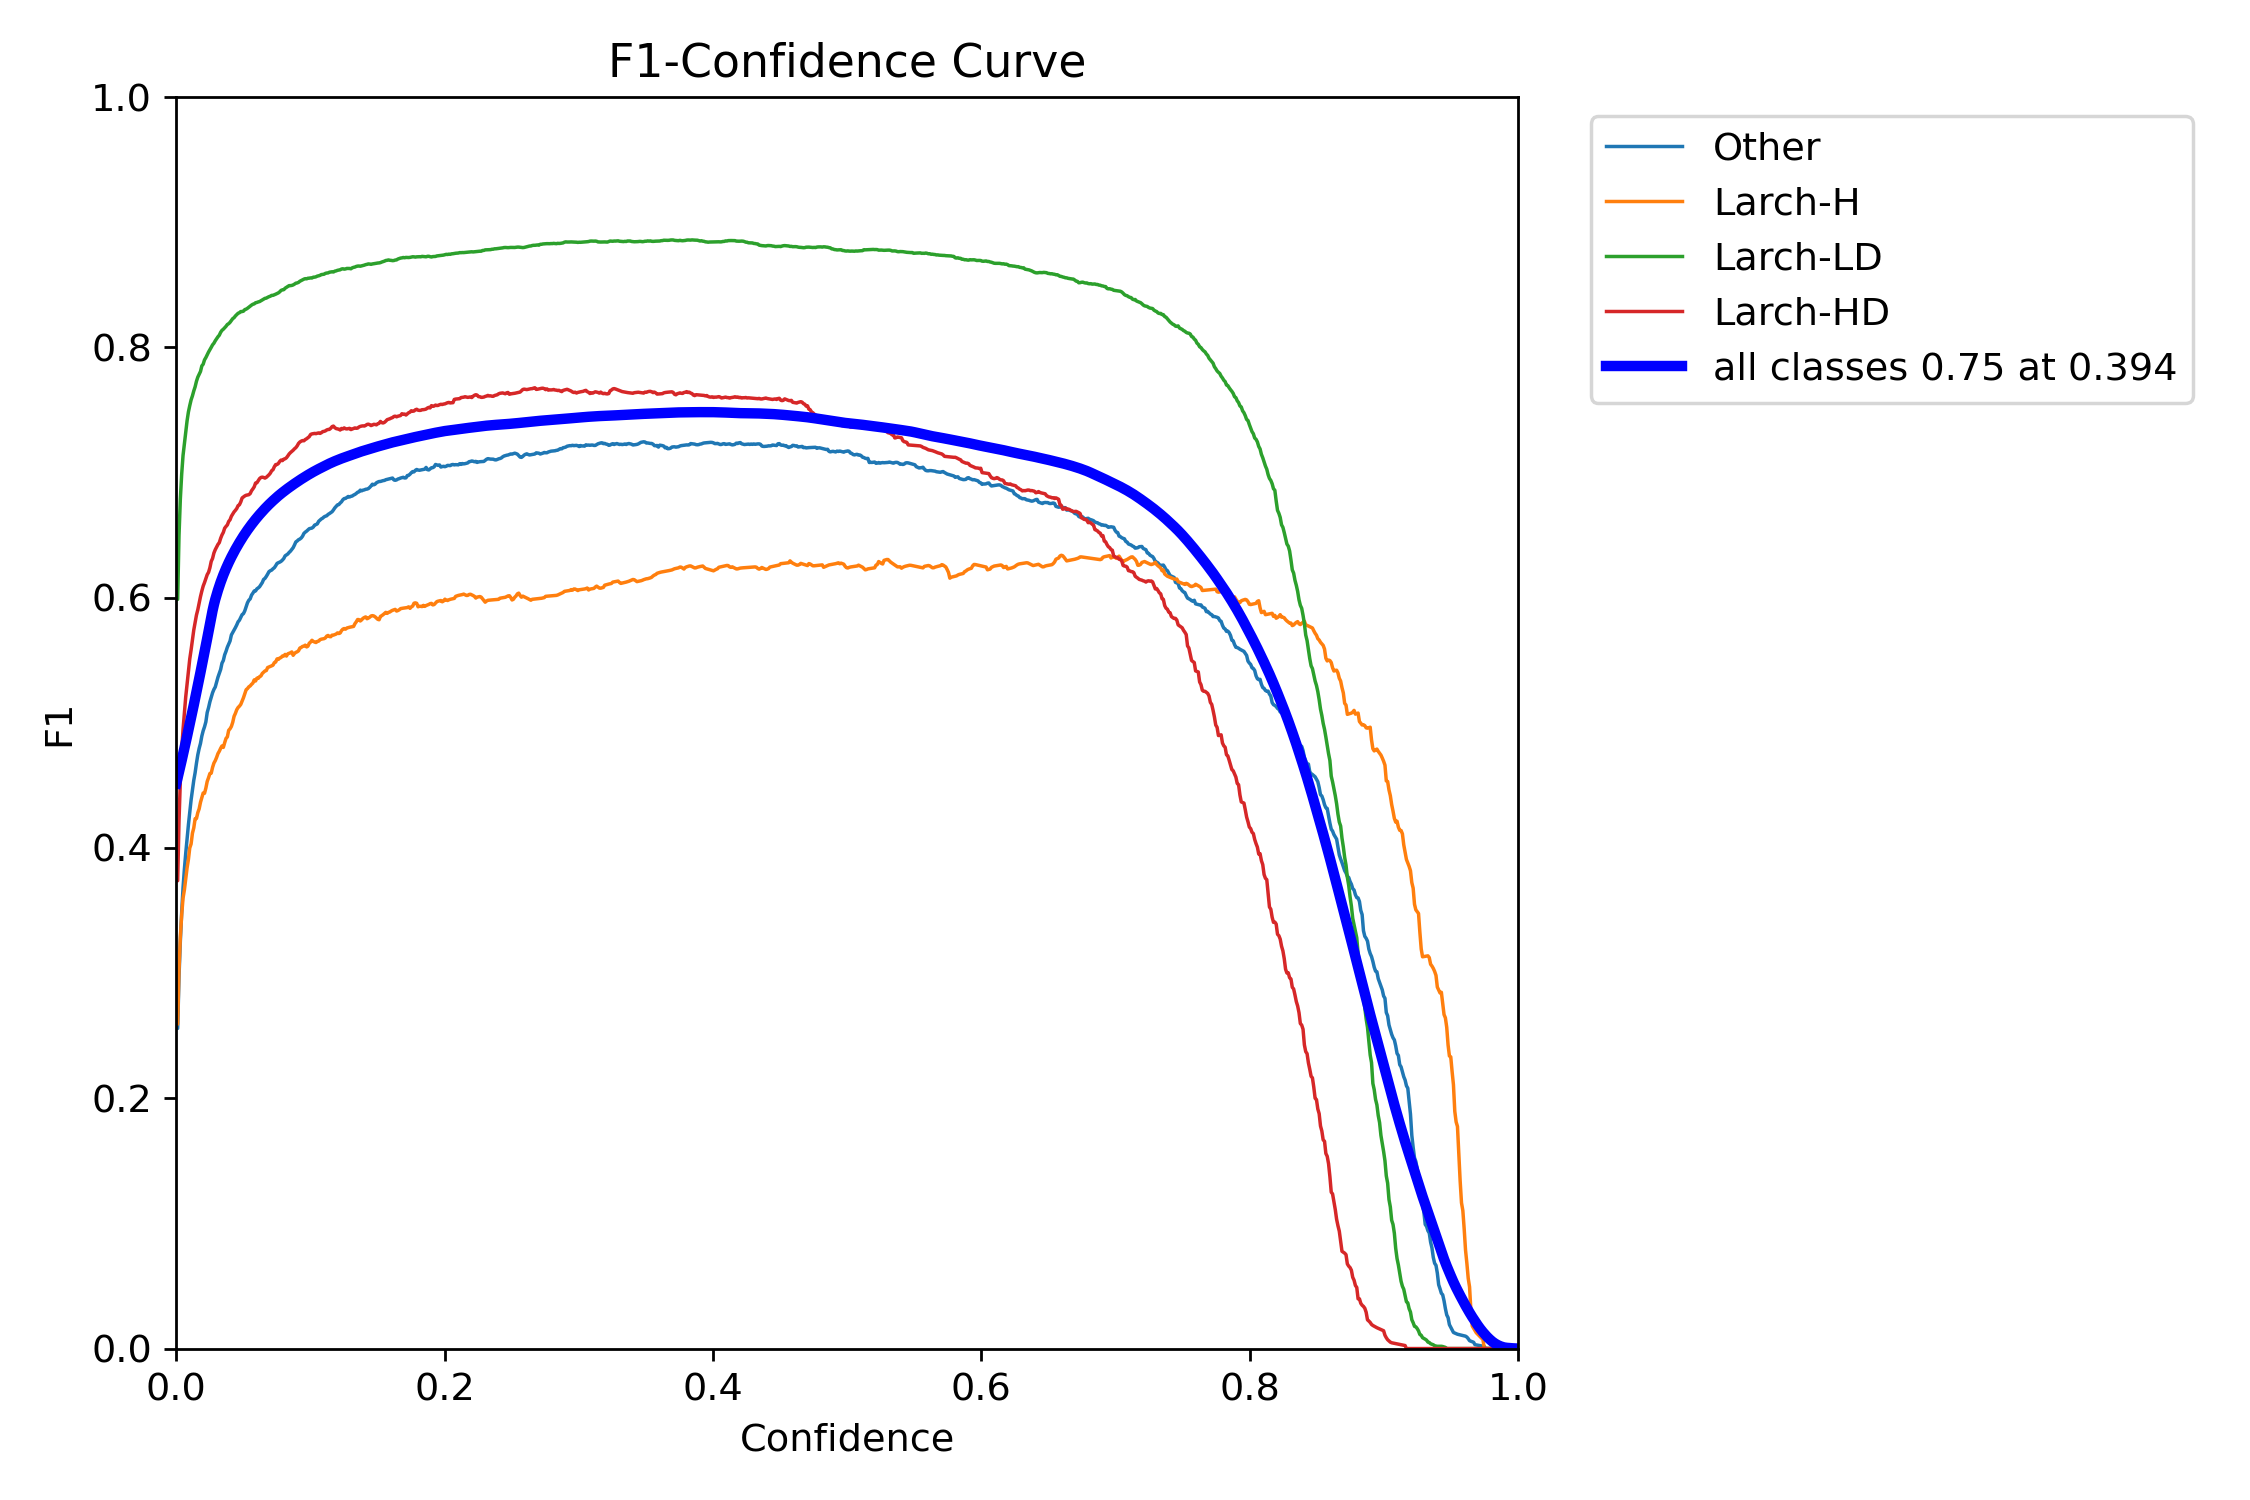 F1-Confidence Curve
1.0
0.8
0.6
0.4
0.2
0.0
F1
0.0 0.2 0.4 0.6 0.8 1.0
Confidence
Other
Larch-H
Larch-LD
Larch-HD
all classes 0.75 at 0.394